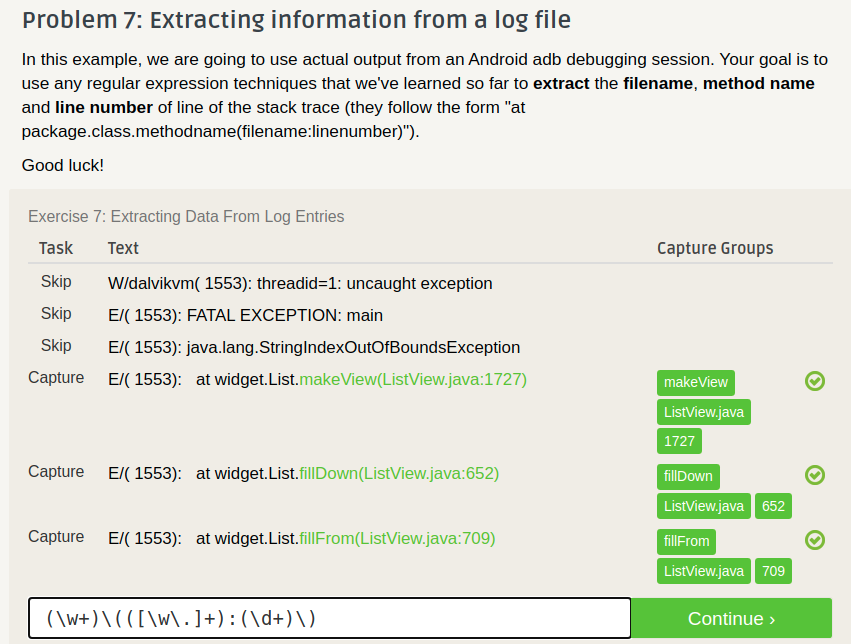 Problem 7: Extracting information from a log file
In this example, we are going to use actual output from an Android adb debugging session. Your goal is to
use any regular expression techniques that we've learned so far to extract the filename, method name
and line number of line of the stack trace (they follow the form "at
package.class.methodname(filename:linenumber)").
Good luck!
Exercise 7: Extracting Data From Log Entries
Task Text Capture Groups
Skip W/dalvikvm( 1553): threadid=1: uncaught exception
Skip E/( 1553): FATAL EXCEPTION: main
Skip E/( 1553): java.lang.StringIndexOutOfBoundsException
Capture E/( 1553):   at widget.List.makeView(ListView.java:1727) makeView
ListView.java
1727
Capture E/( 1553):   at widget.List.fillDown(ListView.java:652) fillDown
ListView.java 652
Capture E/( 1553):   at widget.List.fillFrom(ListView.java:709) fillFrom
ListView.java 709
(\w+)\(([\w\.]+):(\d+)\) Continue ›